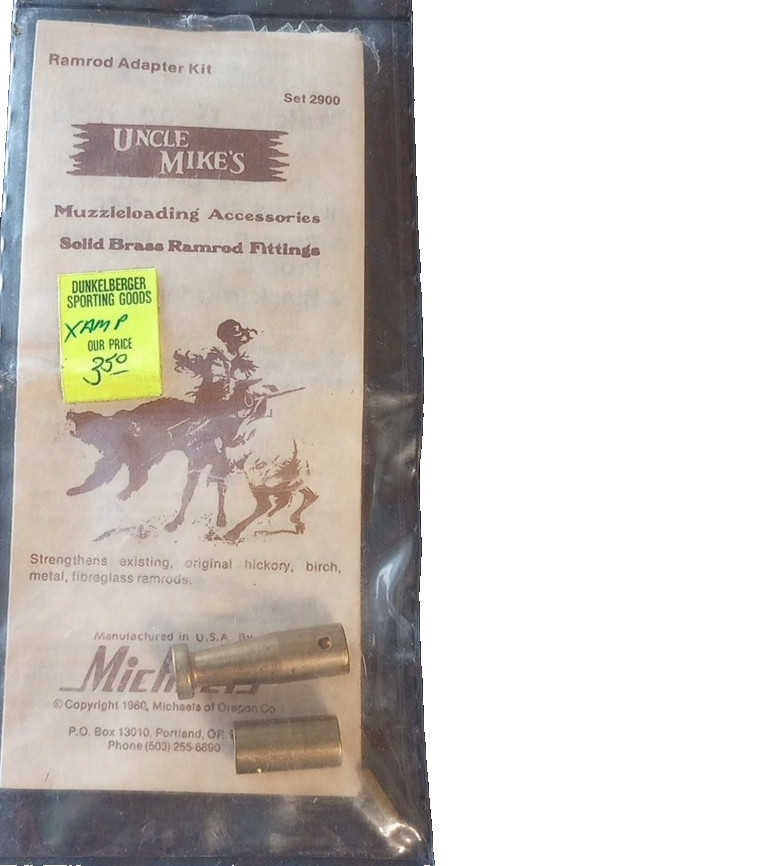 Ramrod Adapter Kit
Set 2900
UNCLE
MIKE'S
Muzzleloading Accessories
Solid Brass Ramrod Fittings
DUNKELBERGER
SPORTING GOODS
XAMP
OUR PRICE
3.50
Strengthens existing, original hickory, birch,
metal, fibreglass ramrods.
Manufactured in U.S.A. By
© Copyright 1980, Michaels of Oregon Co.
P.O. Box 13010, Portland, OR
Phone (503) 255-6890